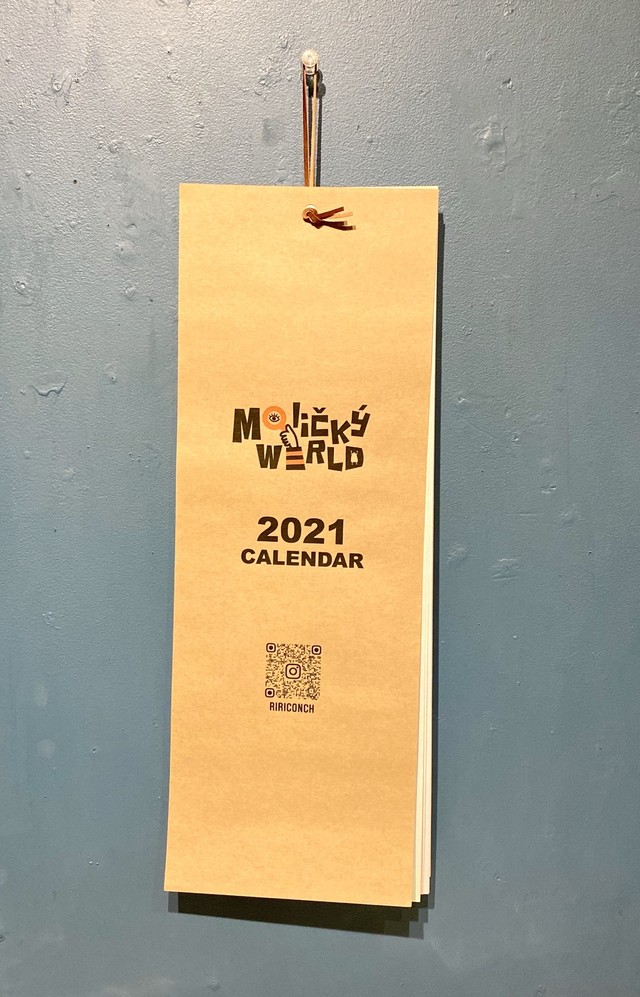 MOličKÝ
WORLD
2021
CALENDAR
RIRICONCH